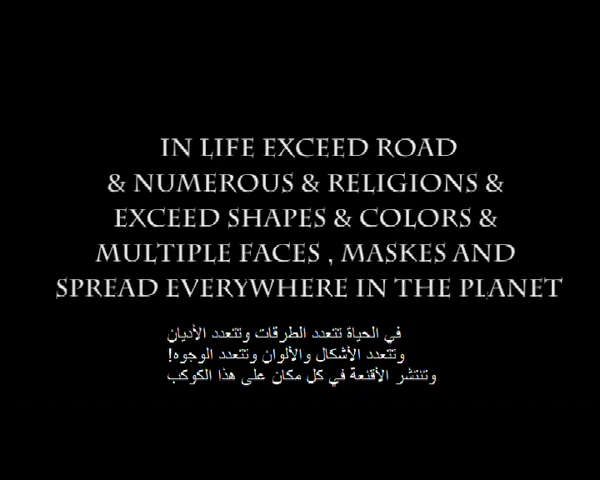 IN LIFE EXCEED ROAD
& NUMEROUS & RELIGIONS &
EXCEED SHAPES & COLORS &
MULTIPLE FACES , MASKES AND
SPREAD EVERYWHERE IN THE PLANET
في الحياة تتعدد الطرقات وتتعدد الأديان
وتتعدد الأشكال والألوان وتتعدد الوجوه!
وتنتشر الأقنعة في كل مكان على هذا الكوكب